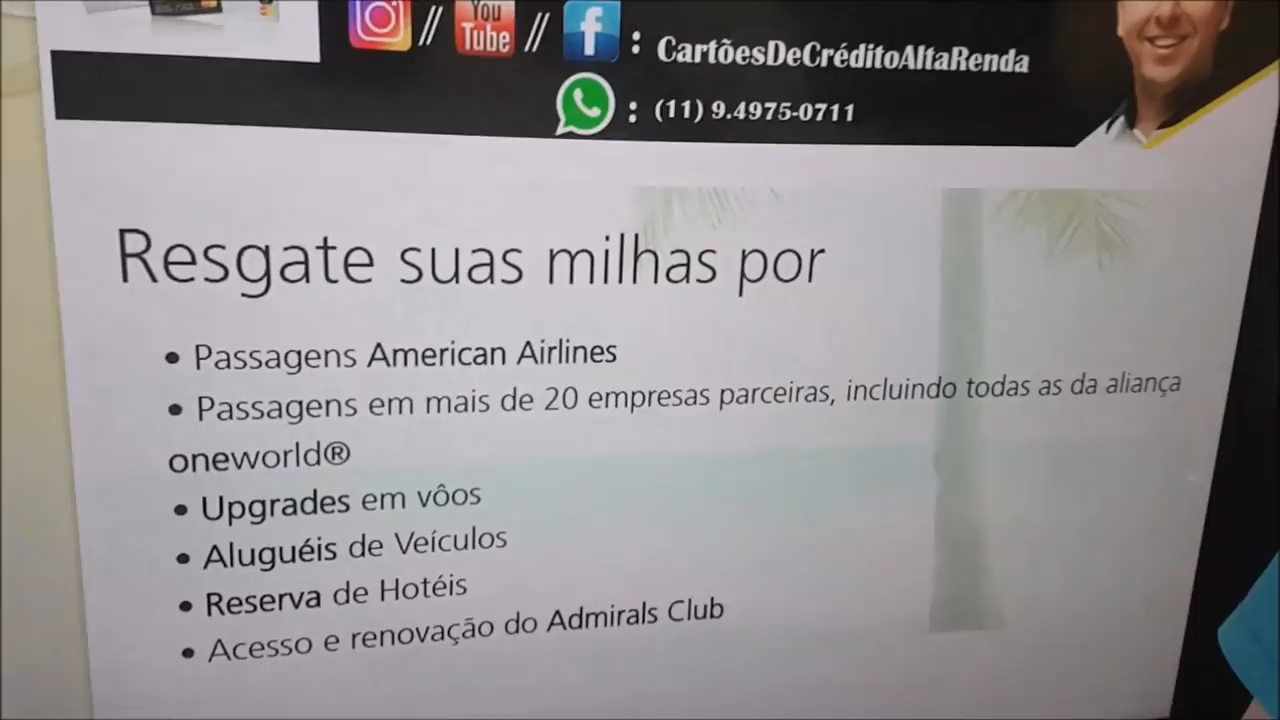 You
Tube
// // : CartõesDeCréditoAltaRenda
: (11) 9.4975-0711
Resgate suas milhas por
• Passagens American Airlines
• Passagens em mais de 20 empresas parceiras, incluindo todas as da aliança
oneworld®
• Upgrades em vôos
• Aluguéis de Veículos
• Reserva de Hotéis
• Acesso e renovação do Admirals Club